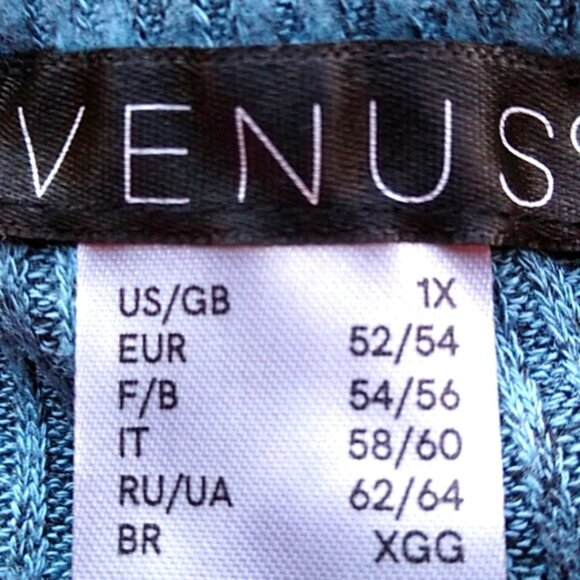 VENUS
US/GB 1X
EUR 52/54
F/B 54/56
IT 58/60
RU/UA 62/64
BR XGG